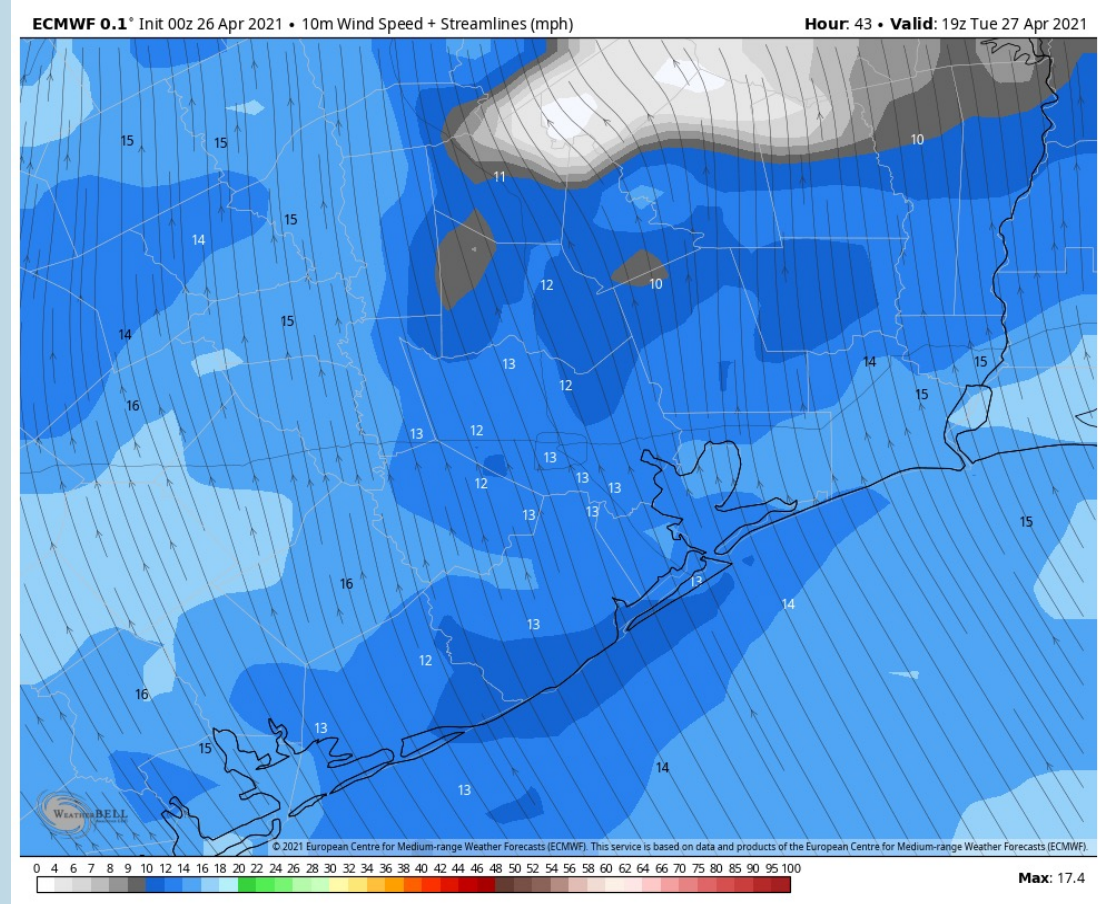 ECMWF 0.1° Init 00z 26 Apr 2021 • 10m Wind Speed + Streamlines (mph) Hour: 43 • Valid: 19z Tue 27 Apr 2021
15 15 10
11
15
14
12 10
15
14
13 14 15
12 15
16
13 12
13
12 13 13
13 13
15
16 13
14
13
12
16
13
15
14
13
WEATHERBELL
© 2021 European Centre for Medium-range Weather Forecasts (ECMWF). This service is based on data and products of the European Centre for Medium-range Weather Forecasts (ECMWF).
0 4 6 7 8 10 12 14 16 18 20 22 24 26 28 30 32 34 36 40 42 44 46 48 50 52 54 56 58 60 62 64 66 70 75 80 85 90 95 100
Max: 17.4